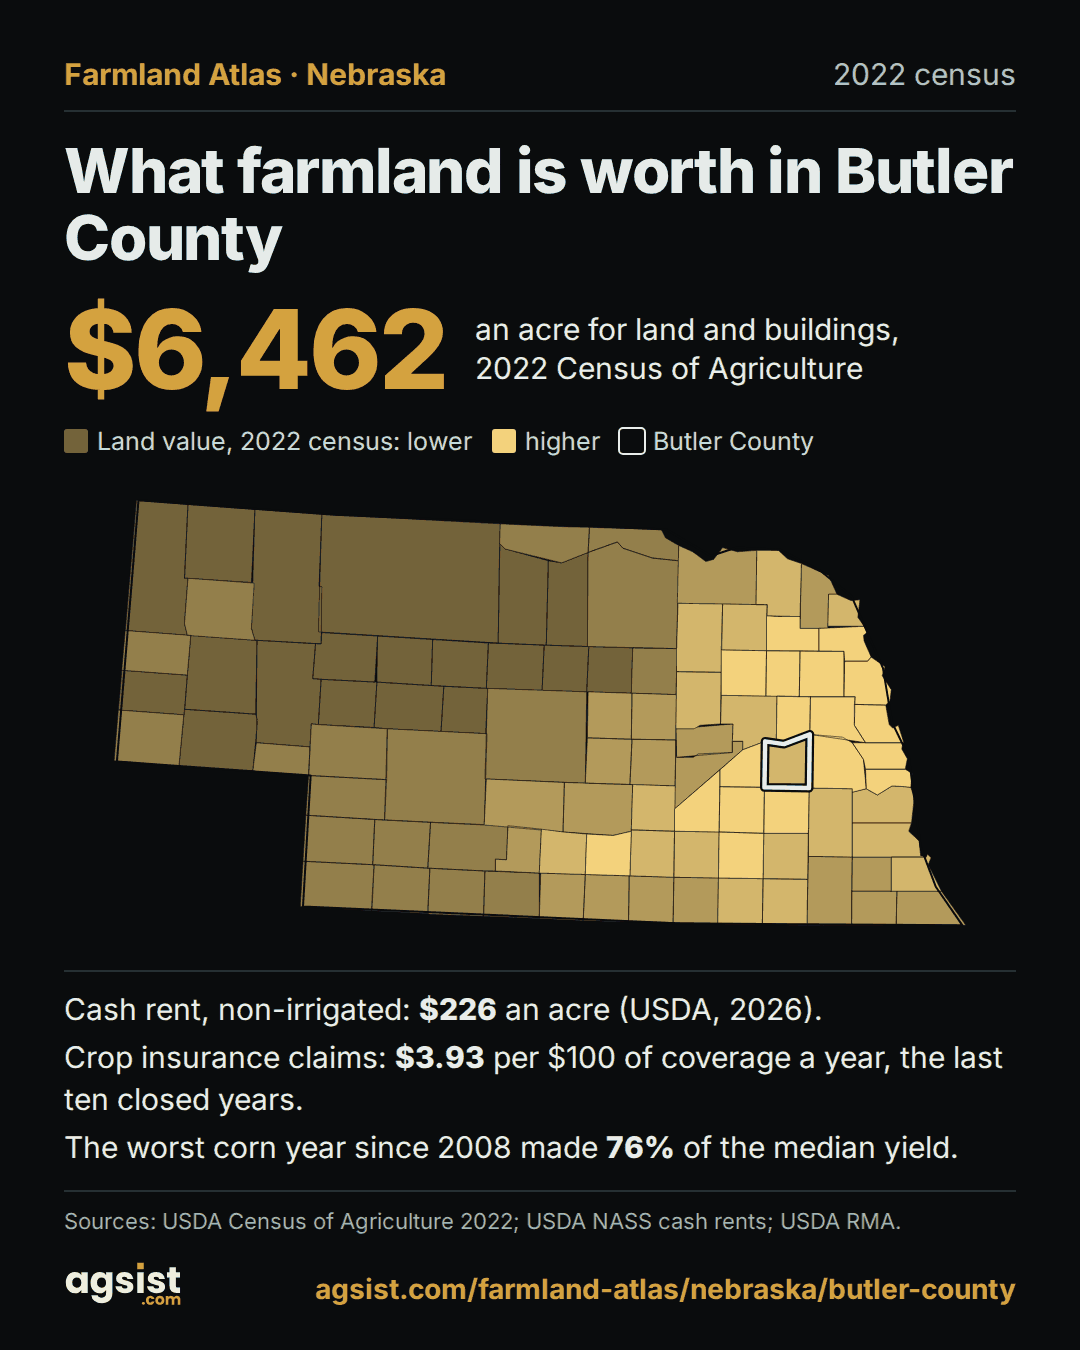 Farmland Atlas · Nebraska
2022 census
What farmland is worth in Butler
County
$6,462
an acre for land and buildings,
2022 Census of Agriculture
Land value, 2022 census: lower
higher
Butler County
Cash rent, non-irrigated: $226 an acre (USDA, 2026).
Crop insurance claims: $3.93 per $100 of coverage a year, the last
ten closed years.
The worst corn year since 2008 made 76% of the median yield.
Sources: USDA Census of Agriculture 2022; USDA NASS cash rents; USDA RMA.
agsist
.com
agsist.com/farmland-atlas/nebraska/butler-county